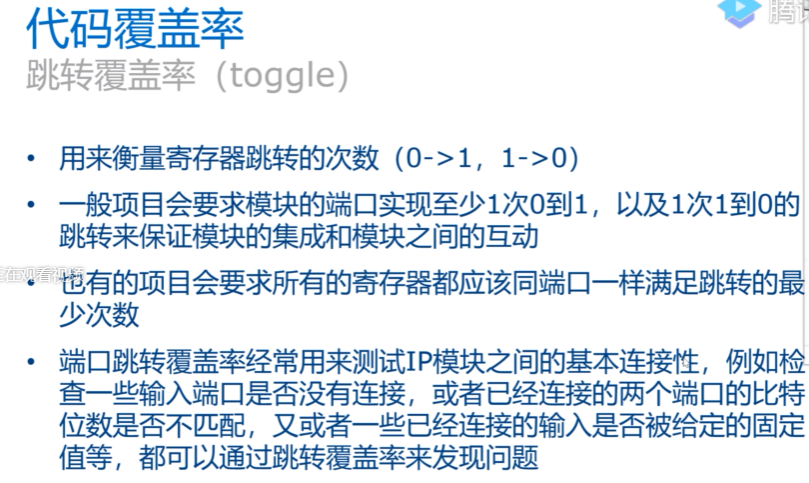 代码覆盖率
腾讯
跳转覆盖率（toggle）
• 用来衡量寄存器跳转的次数（0->1，1->0）
• 一般项目会要求模块的端口实现至少1次0到1，以及1次1到0的
跳转来保证模块的集成和模块之间的互动
在观看视频
• 也有的项目会要求所有的寄存器都应该同端口一样满足跳转的最
少次数
• 端口跳转覆盖率经常用来测试IP模块之间的基本连接性，例如检
查一些输入端口是否没有连接，或者已经连接的两个端口的比特
位数是否不匹配，又或者一些已经连接的输入是否被给定的固定
值等，都可以通过跳转覆盖率来发现问题